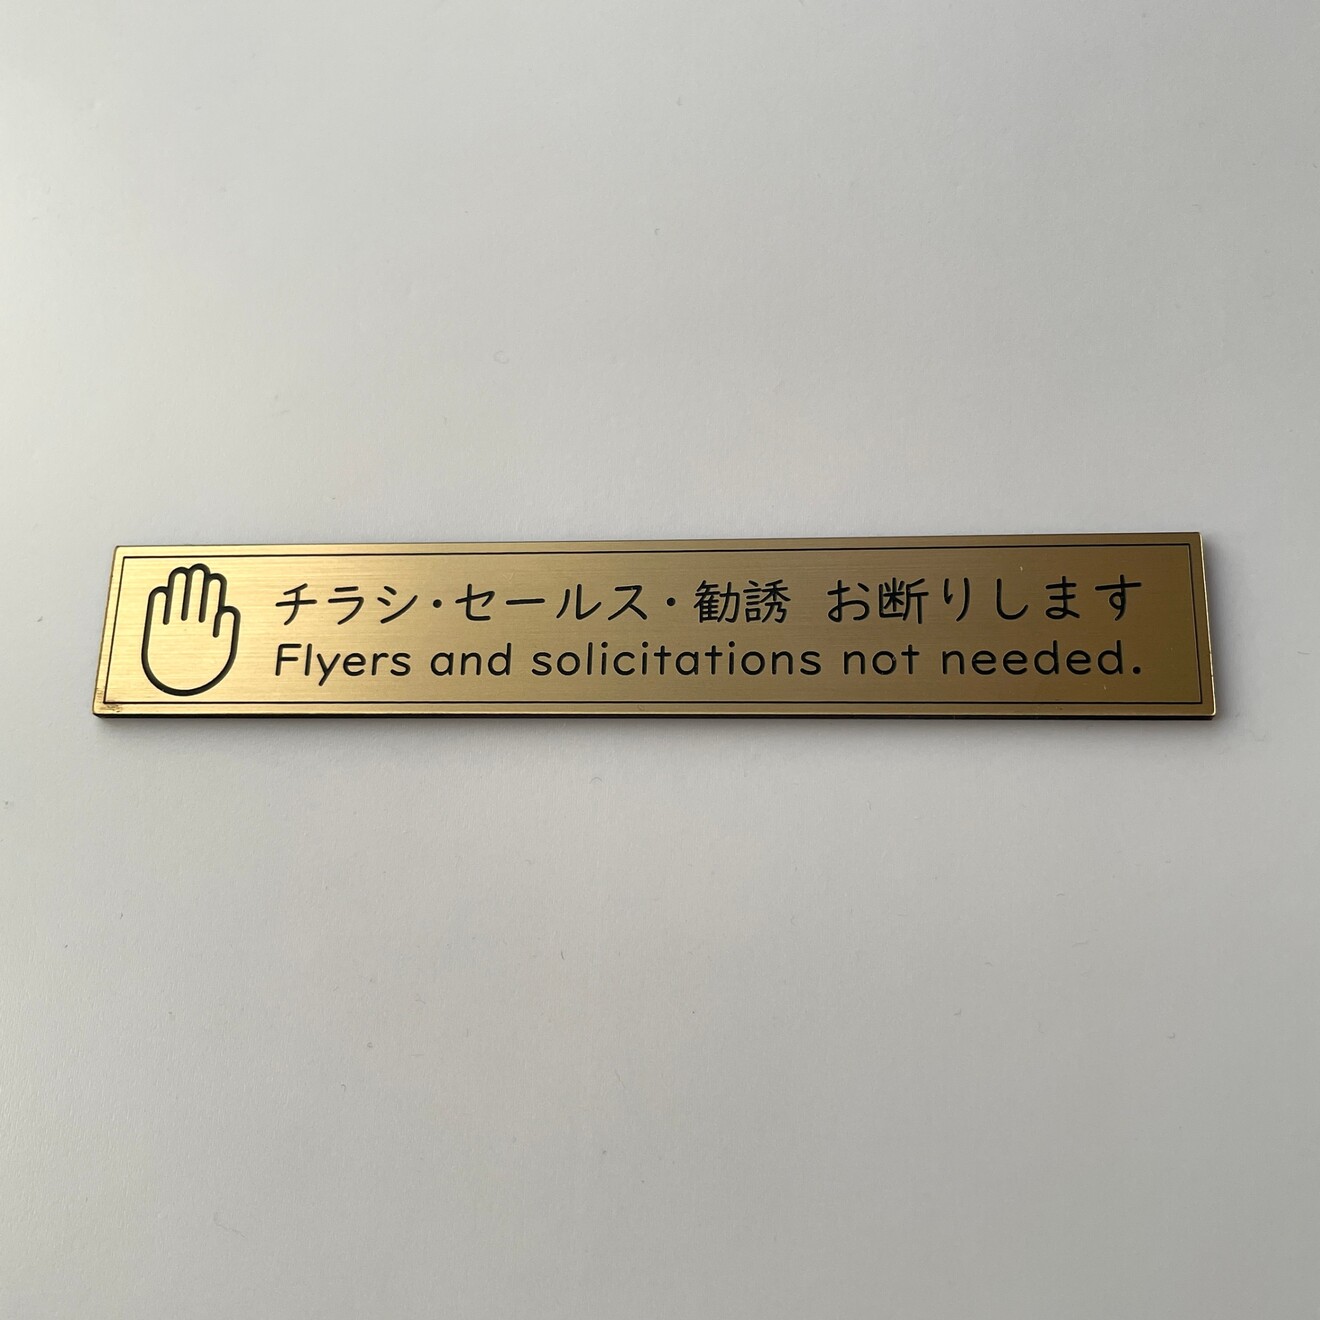 チラシ・セールス・勧誘 お断りします
Flyers and solicitations not needed.